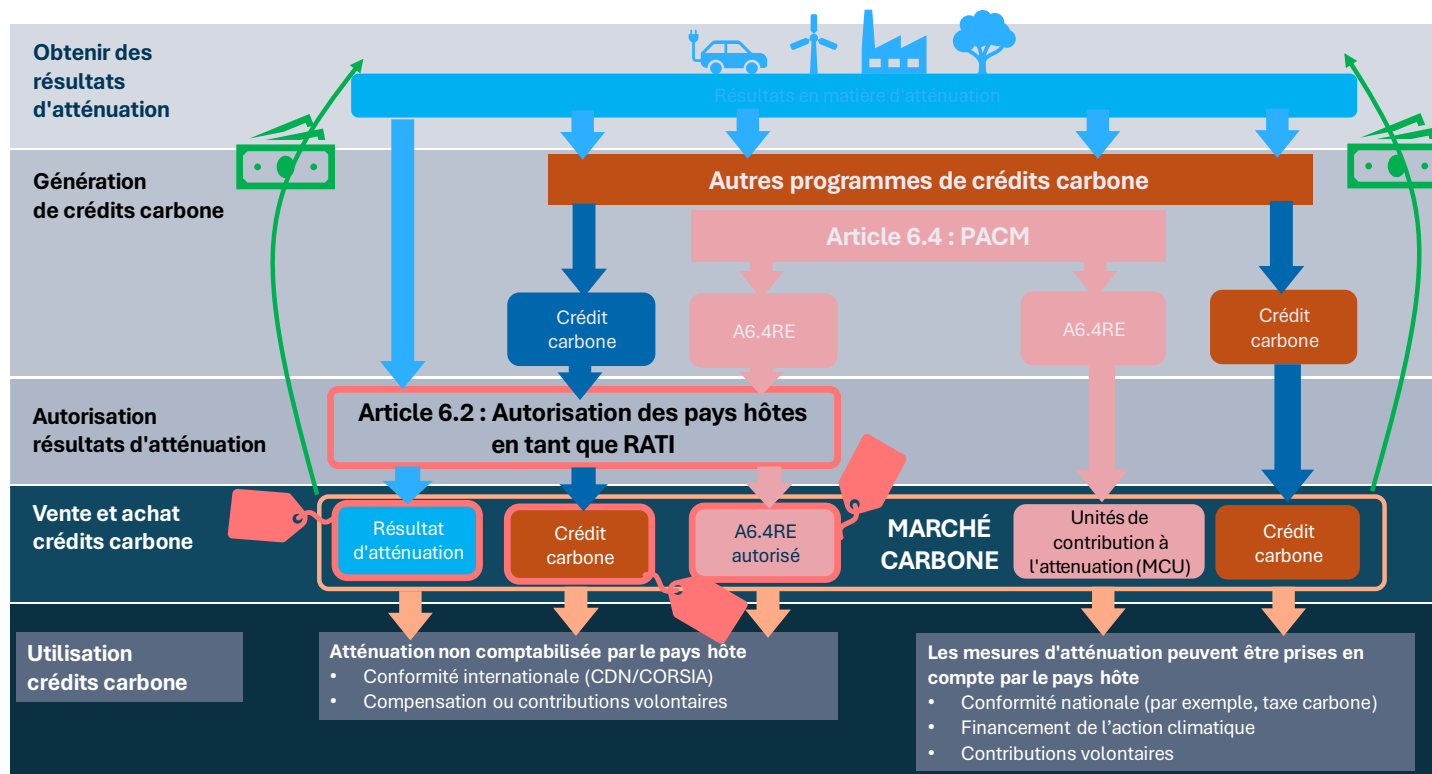 Obtenir des
résultats
d'atténuation
Résultats en matière d'atténuation
Génération
de crédits carbone
Autres programmes de crédits carbone
Article 6.4 : PACM
Crédit
carbone
A6.4RE
A6.4RE
Crédit
carbone
Autorisation
résultats d'atténuation
Article 6.2 : Autorisation des pays hôtes
en tant que RATI
Vente et achat
crédits carbone
Résultat
d'atténuation
Crédit
carbone
A6.4RE
autorisé
MARCHÉ
CARBONE
Unités de
contribution à
l'attenuation (MCU)
Crédit
carbone
Utilisation
crédits carbone
Atténuation non comptabilisée par le pays hôte
• Conformité internationale (CDN/CORSIA)
• Compensation ou contributions volontaires
Les mesures d'atténuation peuvent être prises en
compte par le pays hôte
• Conformité nationale (par exemple, taxe carbone)
• Financement de l’action climatique
• Contributions volontaires